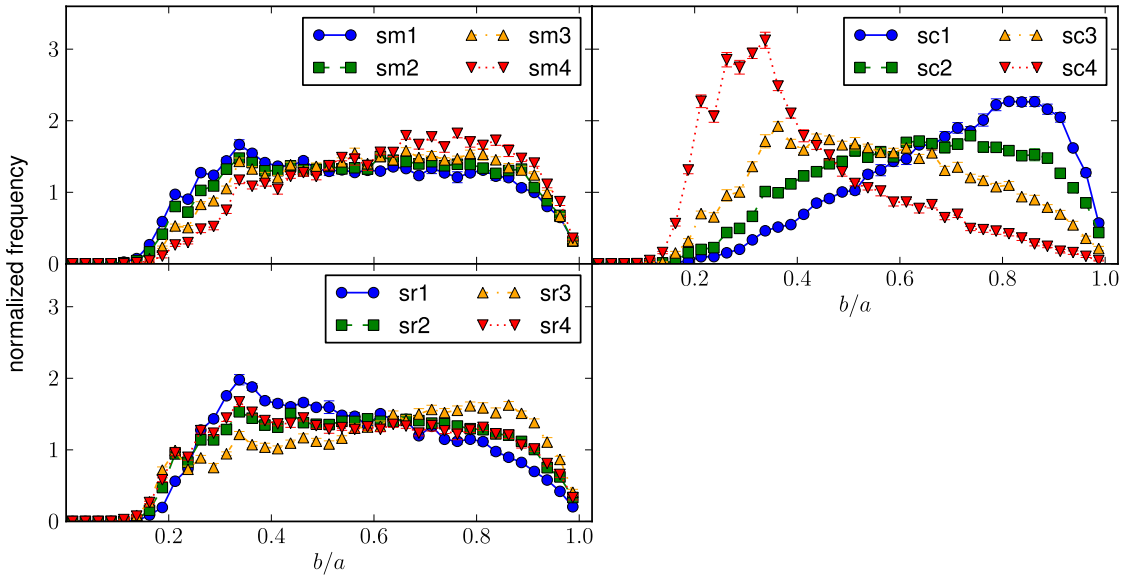 sm1 sm3
sm2 sm4
sc1 sc3
sc2 sc4
3
2
1
0
0.2 0.4 0.6 0.8 1.0
b/a
sr1 sr3
sr2 sr4
3
2
1
0
0.2 0.4 0.6 0.8 1.0
b/a
normalized frequency